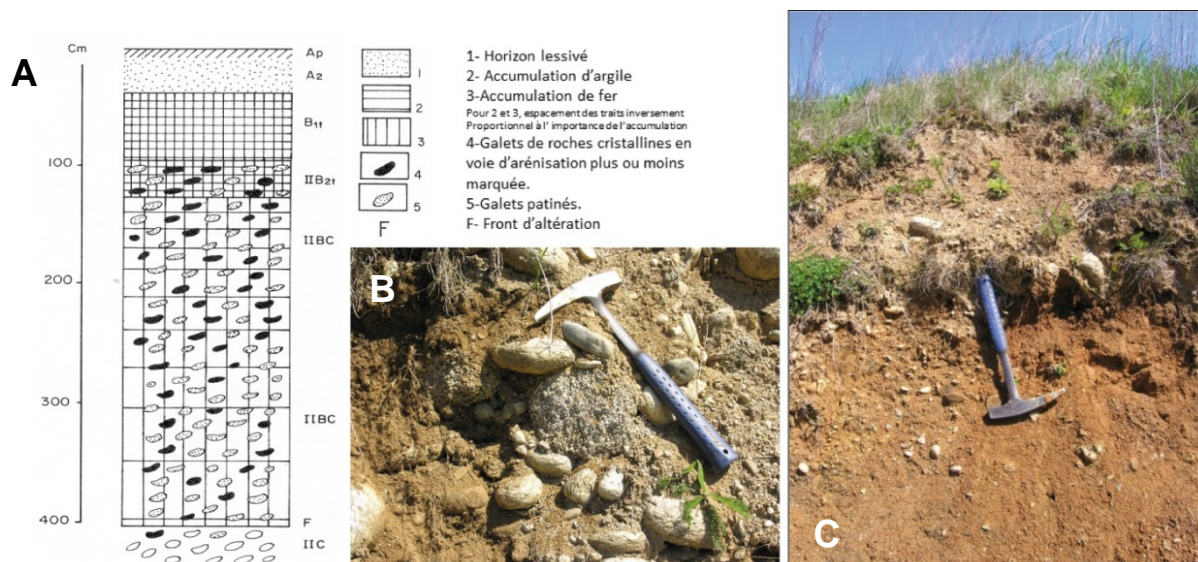 A
Cm
100
200
300
400
Ap
A2
B1t
IIB2t
IIBC
IIBC
F
IIC
1
2
3
4
5
F
1- Horizon lessivé
2- Accumulation d'argile
3-Accumulation de fer
Pour 2 et 3, espacement des traits inversement
Proportionnel à l' importance de l'accumulation
4-Galets de roches cristallines en
voie d'arénisation plus ou moins
marquée.
5-Galets patinés.
F- Front d'altération
B
C